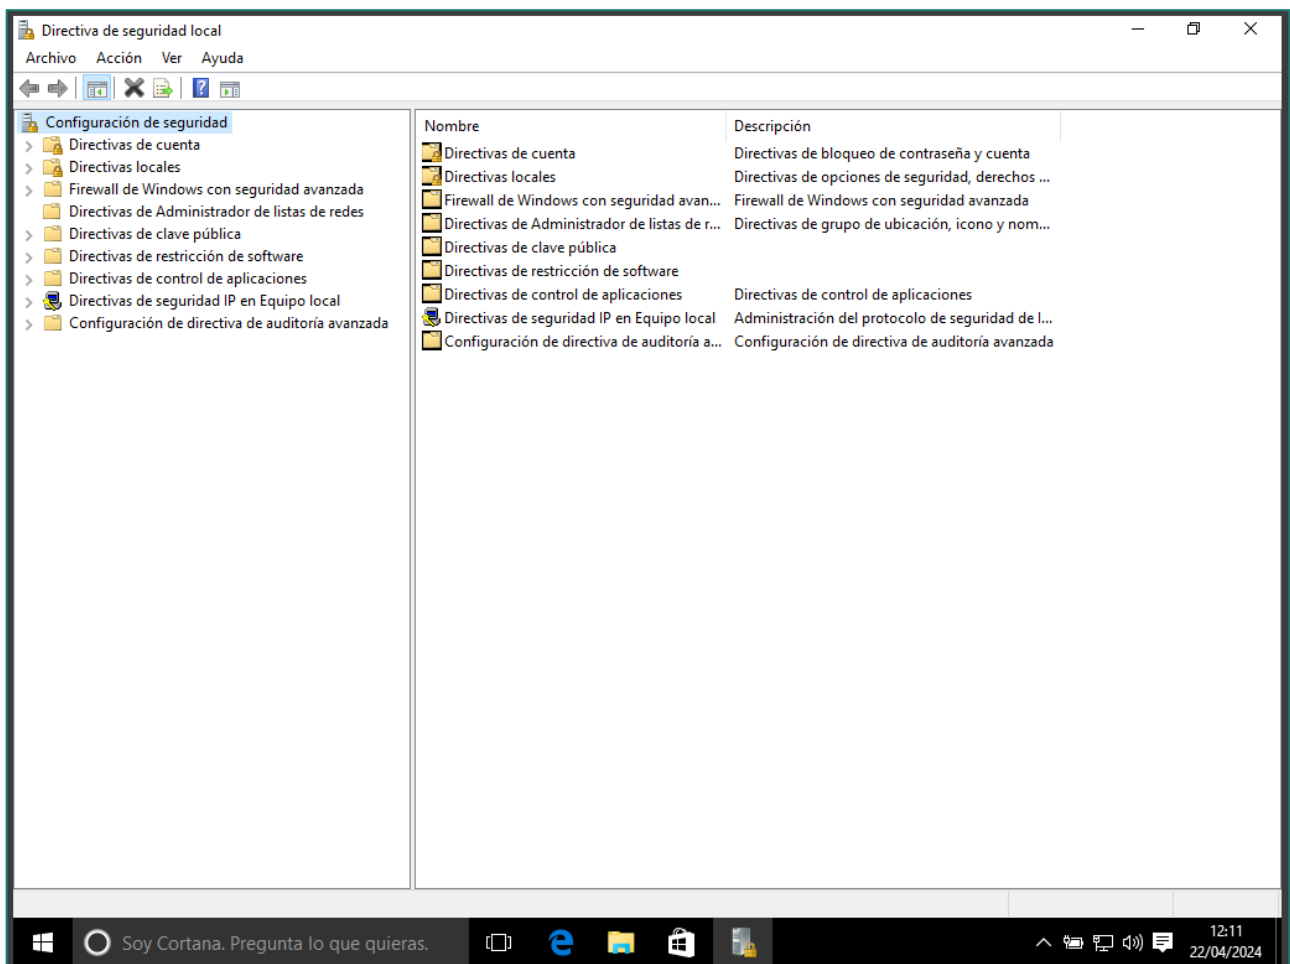 Directiva de seguridad local
Archivo Acción Ver Ayuda
Configuración de seguridad
Directivas de cuenta
Directivas locales
Firewall de Windows con seguridad avanzada
Directivas de Administrador de listas de redes
Directivas de clave pública
Directivas de restricción de software
Directivas de control de aplicaciones
Directivas de seguridad IP en Equipo local
Configuración de directiva de auditoría avanzada
Nombre Descripción
Directivas de cuenta Directivas de bloqueo de contraseña y cuenta
Directivas locales Directivas de opciones de seguridad, derechos ...
Firewall de Windows con seguridad avan... Firewall de Windows con seguridad avanzada
Directivas de Administrador de listas de r... Directivas de grupo de ubicación, icono y nom...
Directivas de clave pública
Directivas de restricción de software
Directivas de control de aplicaciones Directivas de control de aplicaciones
Directivas de seguridad IP en Equipo local Administración del protocolo de seguridad de l...
Configuración de directiva de auditoría a... Configuración de directiva de auditoría avanzada
Soy Cortana. Pregunta lo que quieras.
12:11
22/04/2024